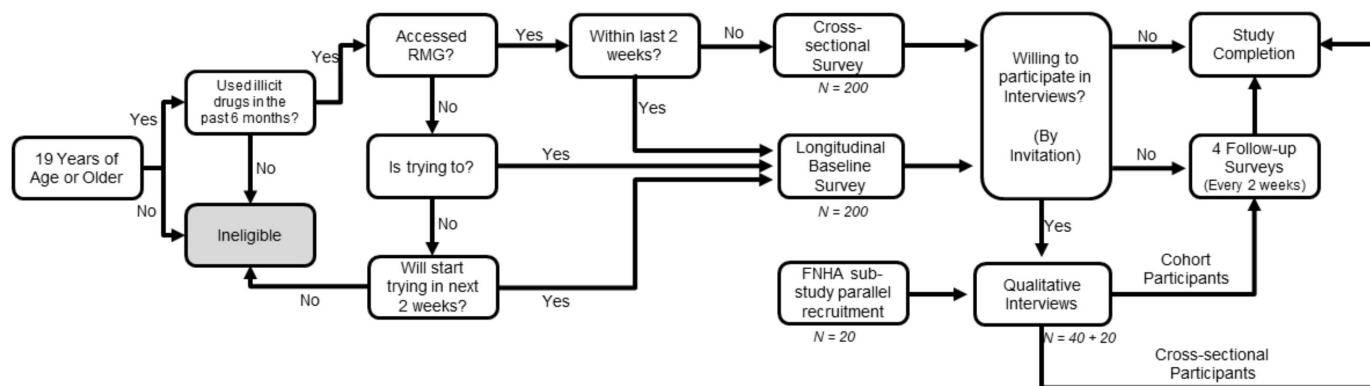 19 Years of
Age or Older
Yes
No
Used illicit
drugs in the
past 6 months?
Yes
No
Ineligible
Accessed
RMG?
Yes
No
Is trying to?
Yes
No
Will start
trying in next
2 weeks?
No
Yes
Within last 2
weeks?
No
Yes
Cross-
sectional
Survey
N = 200
Longitudinal
Baseline
Survey
N = 200
FNHA sub-
study parallel
recruitment
N = 20
Willing to
participate in
Interviews?
(By
Invitation)
No
No
Yes
Qualitative
Interviews
N = 40 + 20
Study
Completion
4 Follow-up
Surveys
(Every 2 weeks)
Cohort
Participants
Cross-sectional
Participants